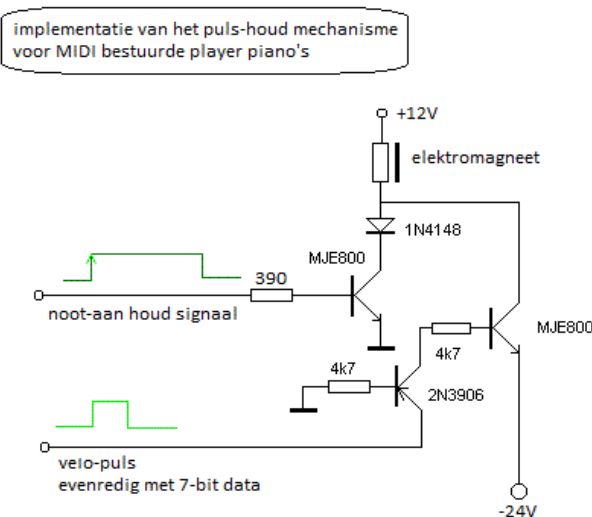 implementatie van het puls-houd mechanisme
voor MIDI bestuurde player piano's
+12V
elektromagneet
1N4148
MJE800
390
noot-aan houd signaal
MJE800
4k7
4k7
2N3906
velo-puls
evenredig met 7-bit data
-24V